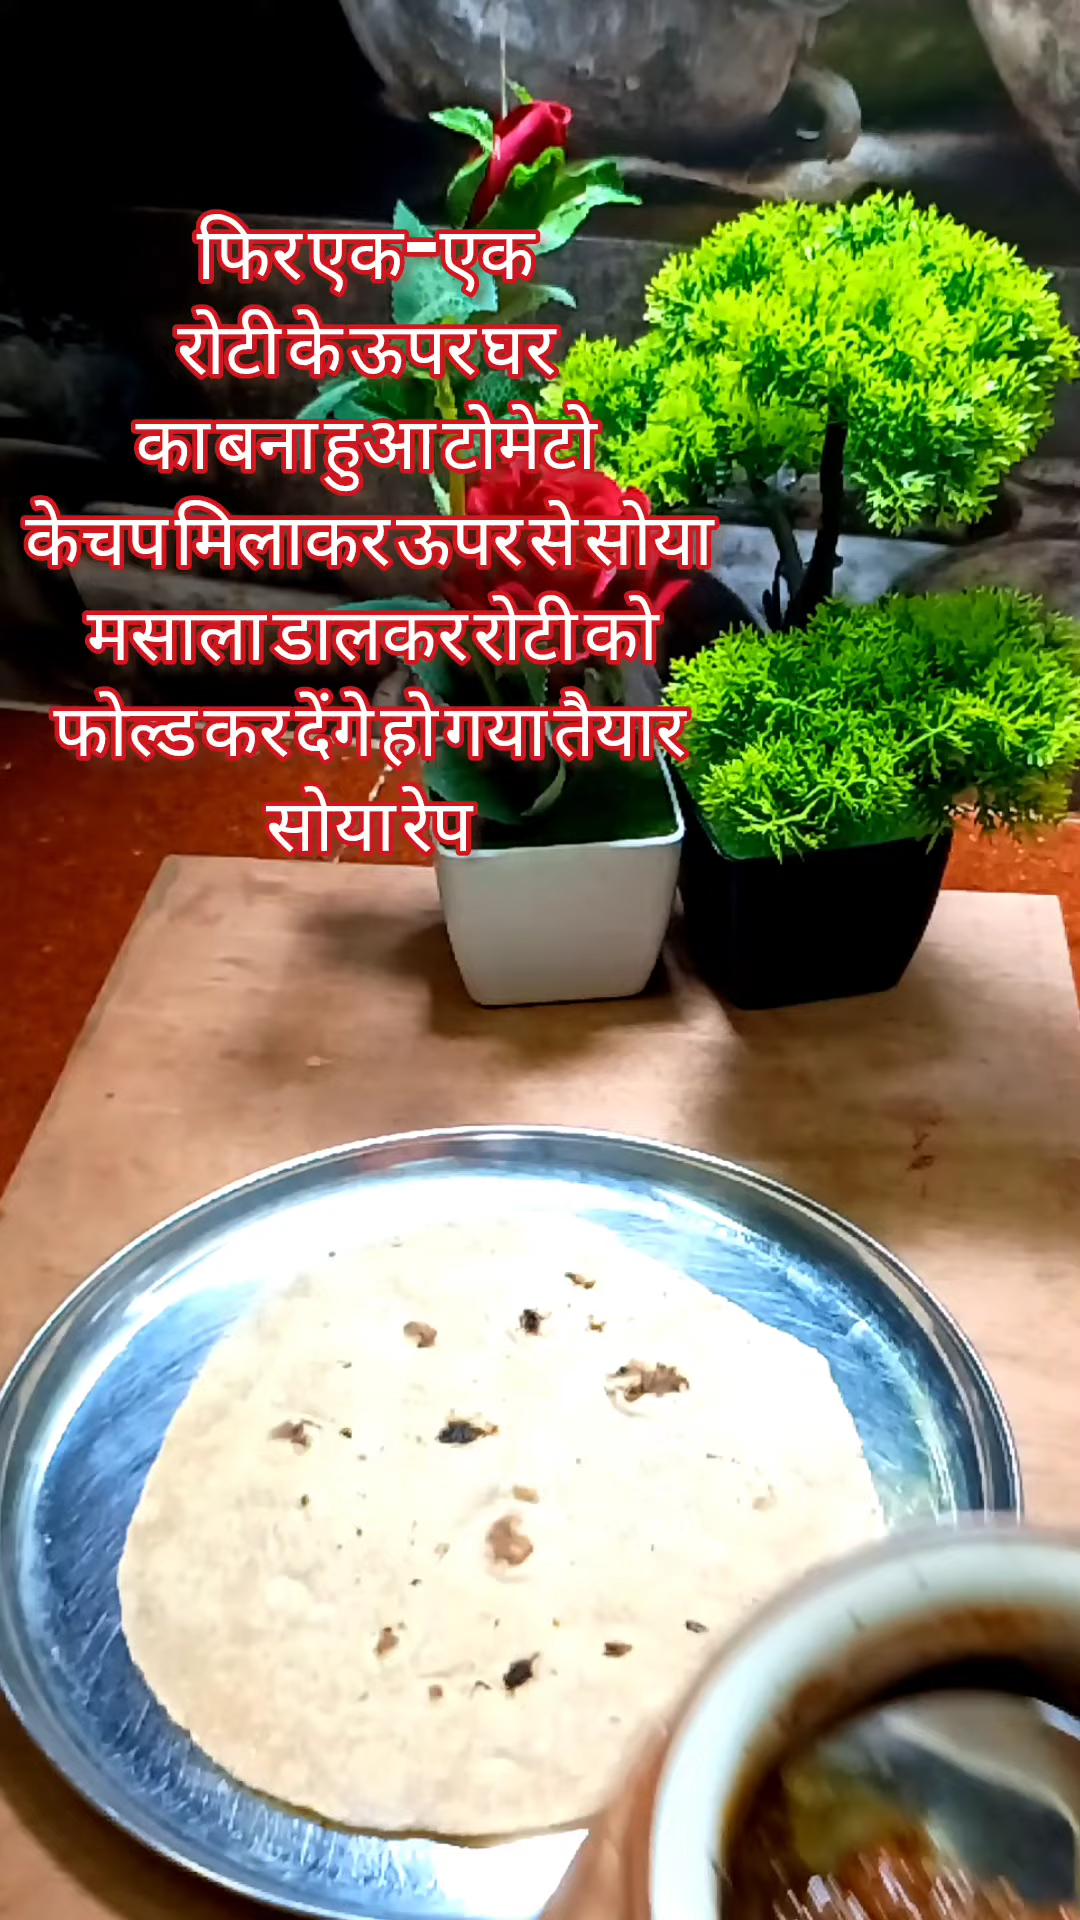 फिर एक-एक
रोटी के ऊपर घर
का बना हुआ टोमेटो
केचप मिलाकर ऊपर से सोया
मसाला डालकर रोटी को
फोल्ड कर देंगे हो गया तैयार
सोया रेप